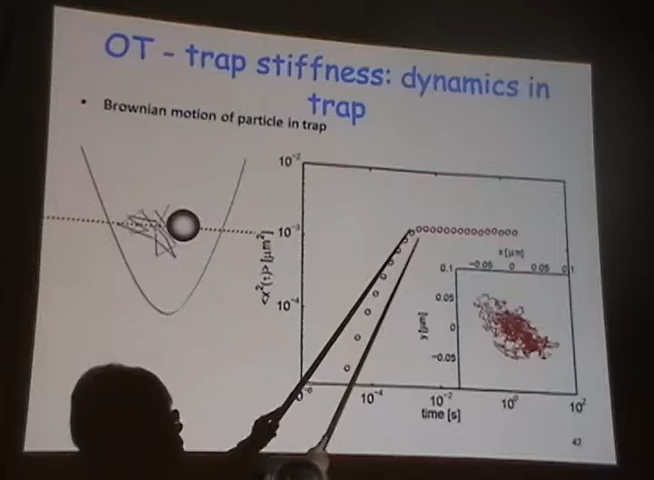 OT - trap stiffness: dynamics in
trap
• Brownian motion of particle in trap
10⁻²
10⁻³
10⁻⁴
<x²(t)> [µm²]
10⁻⁴
10⁻²
10⁰
10²
time [s]
x [µm]
-0.05 0 0.05 0.1
0.1
0.05
0
-0.05
y [µm]
42